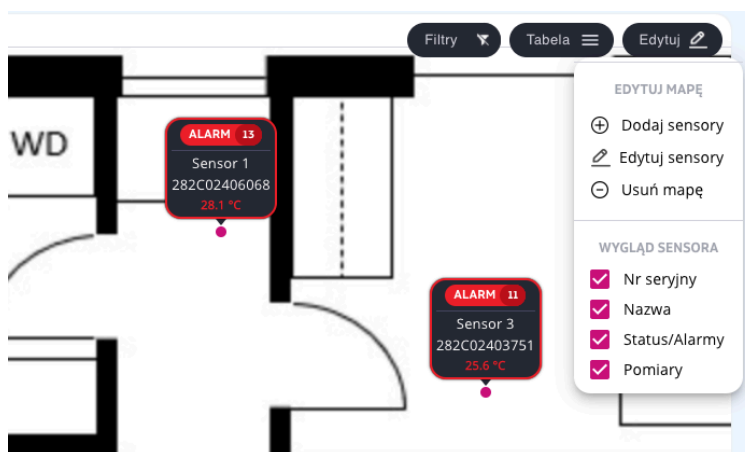 Filtry
Tabela
Edytuj
EDYTUJ MAPĘ
Dodaj sensory
Edytuj sensory
Usuń mapę
WYGLĄD SENSORA
Nr seryjny
Nazwa
Status/Alarmy
Pomiary
WD
ALARM 13
Sensor 1
282C02406068
28.1 °C
ALARM 11
Sensor 3
282C02403751
25.6 °C